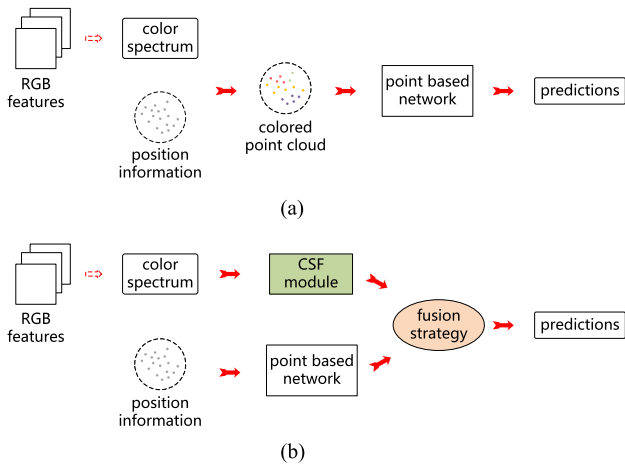 RGB
features
color
spectrum
position
information
colored
point cloud
point based
network
predictions
(a)
RGB
features
color
spectrum
CSF
module
position
information
point based
network
fusion
strategy
predictions
(b)